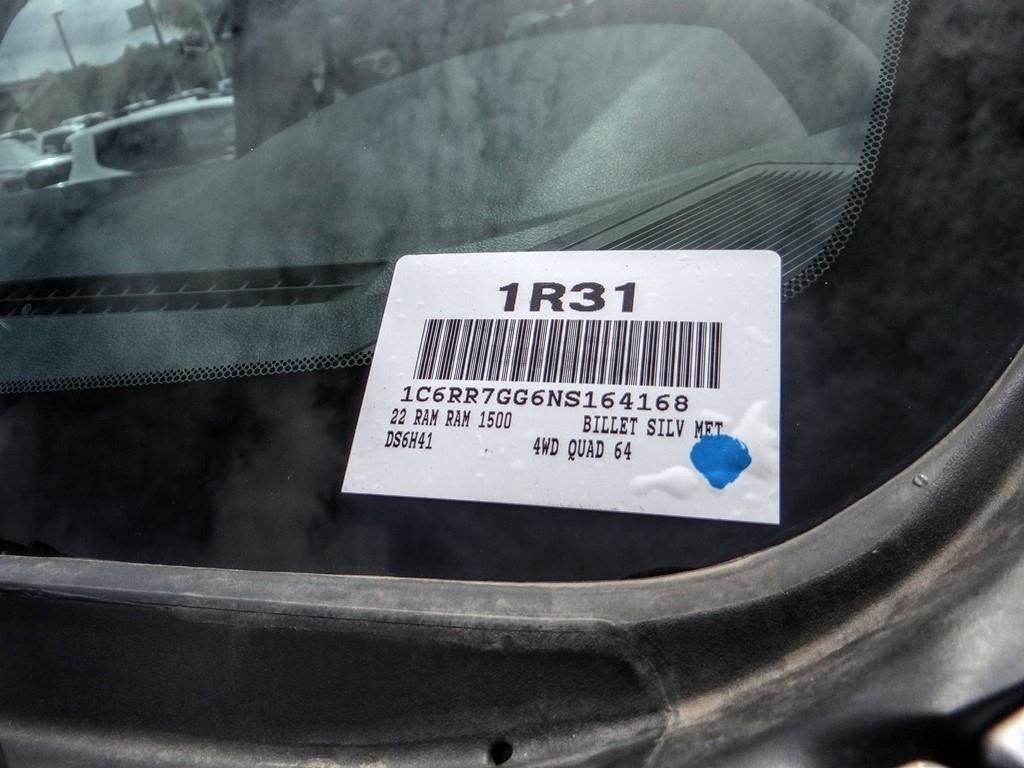 1R31
1C6RR7GG6NS164168
22 RAM RAM 1500 BILLET SILV MET
DS6H41 4WD QUAD 64